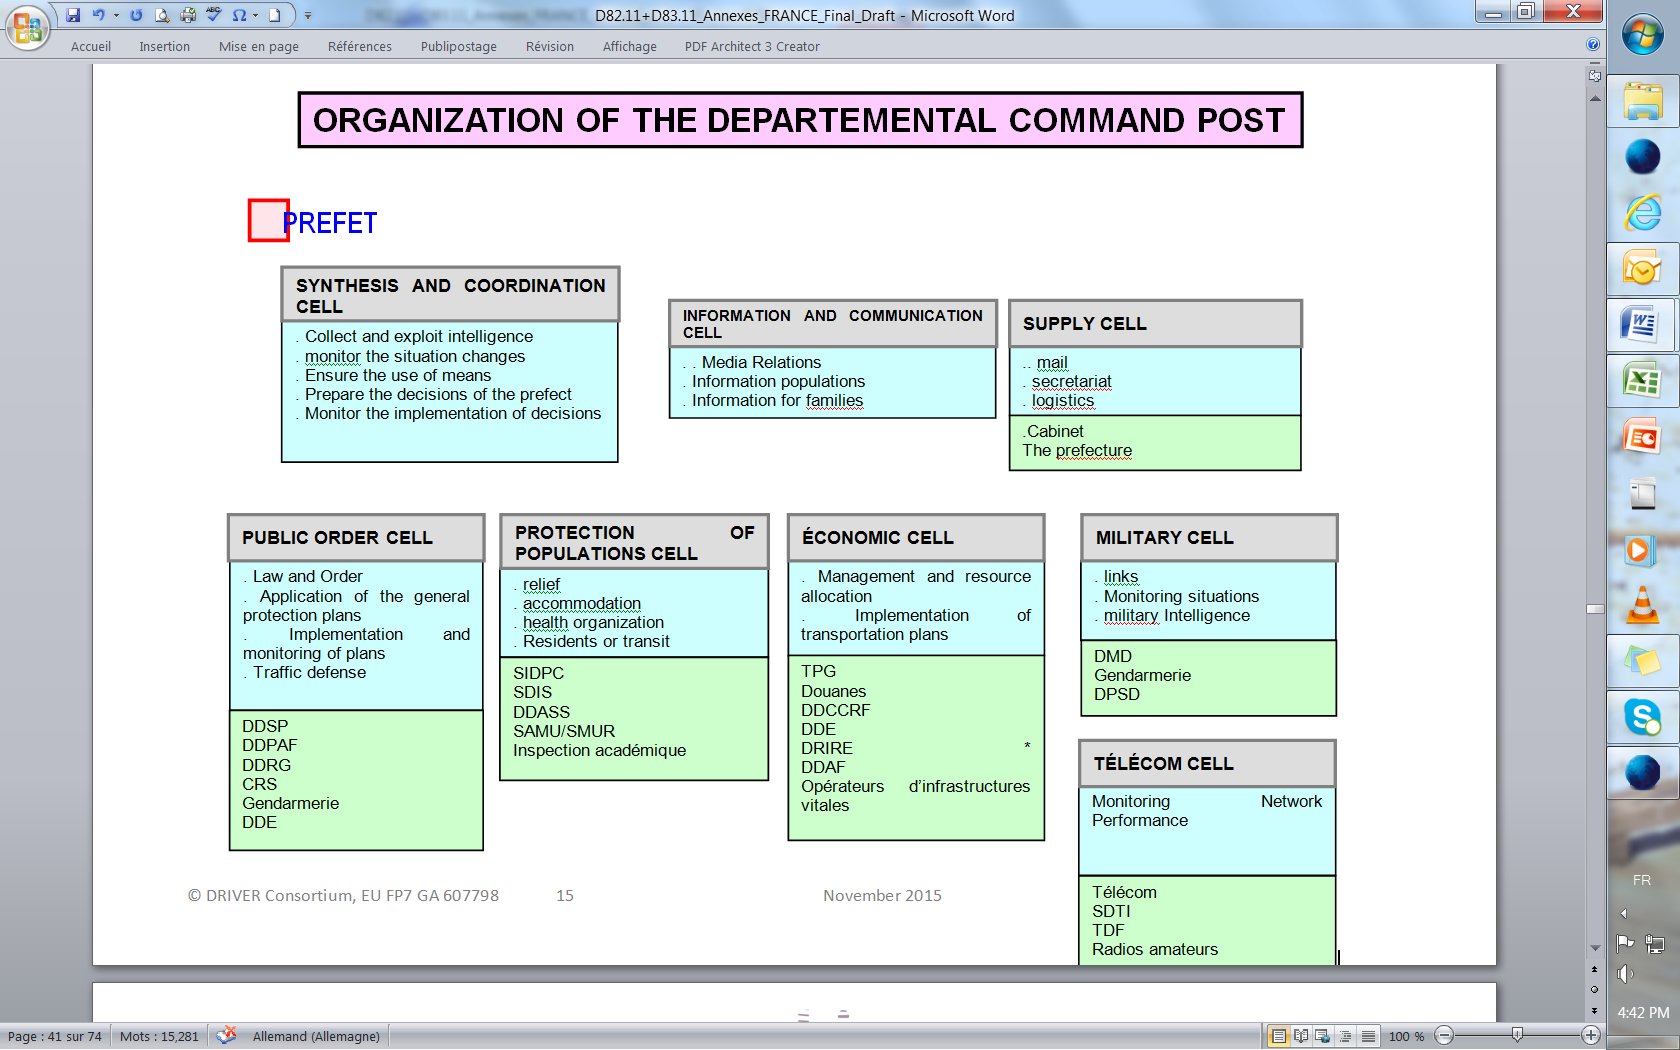 D82.11+D83.11_Annexes_FRANCE_Final_Draft - Microsoft Word
Accueil Insertion Mise en page Références Publipostage Révision Affichage PDF Architect 3 Creator
ORGANIZATION OF THE DEPARTEMENTAL COMMAND POST
PREFET
SYNTHESIS AND COORDINATION
CELL
. Collect and exploit intelligence
. monitor the situation changes
. Ensure the use of means
. Prepare the decisions of the prefect
. Monitor the implementation of decisions
INFORMATION AND COMMUNICATION
CELL
. . Media Relations
. Information populations
. Information for families
SUPPLY CELL
.. mail
. secretariat
. logistics
.Cabinet
The prefecture
PUBLIC ORDER CELL
. Law and Order
. Application of the general
protection plans
. Implementation and
monitoring of plans
. Traffic defense
DDSP
DDPAF
DDRG
CRS
Gendarmerie
DDE
PROTECTION OF
POPULATIONS CELL
. relief
. accommodation
. health organization
. Residents or transit
SIDPC
SDIS
DDASS
SAMU/SMUR
Inspection académique
ÉCONOMIC CELL
. Management and resource
allocation
. Implementation of
transportation plans
TPG
Douanes
DDCCRF
DDE
DRIRE *
DDAF
Opérateurs d'infrastructures
vitales
MILITARY CELL
. links
. Monitoring situations
. military Intelligence
DMD
Gendarmerie
DPSD
TÉLÉCOM CELL
Monitoring Network
Performance
Télécom
SDTI
TDF
Radios amateurs
© DRIVER Consortium, EU FP7 GA 607798 15 November 2015
FR
4:42 PM
Page : 41 sur 74 Mots : 15,281 Allemand (Allemagne) 100 %